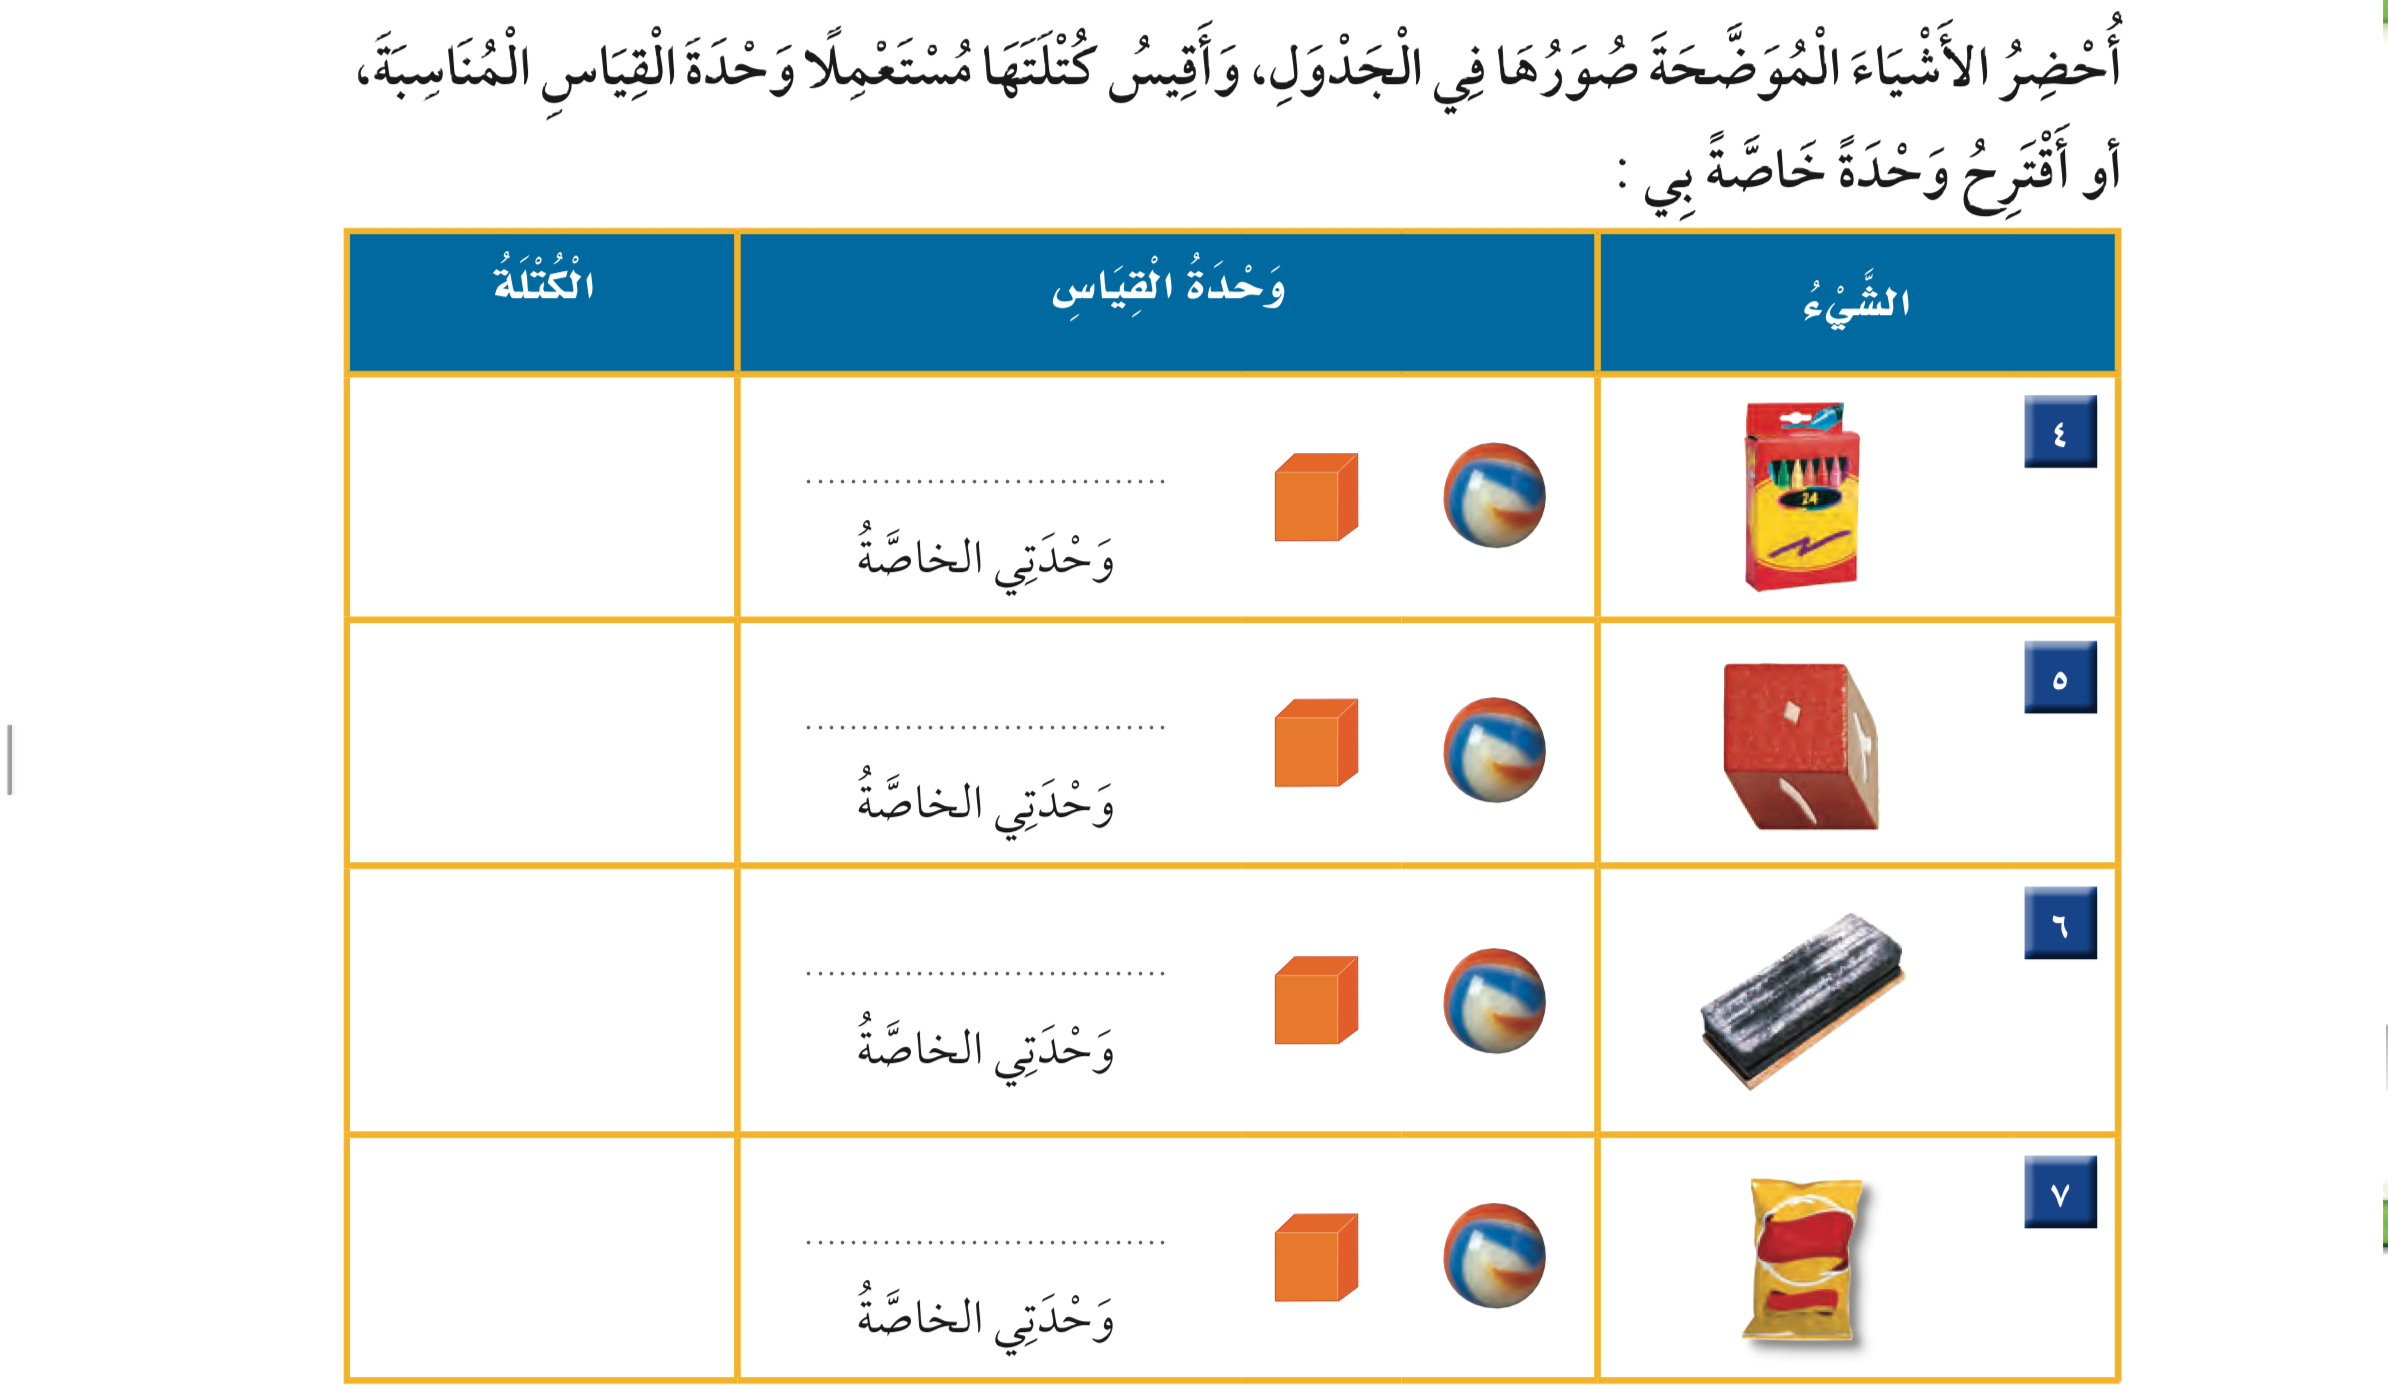 أُحْضِرُ الأَشْيَاءَ الْمُوَضَّحَةَ صُوَرُهَا فِي الْجَدْوَلِ، وَأَقِيسُ كُتْلَتَهَا مُسْتَعْمِلًا وَحْدَةَ الْقِيَاسِ الْمُنَاسِبَةَ،
أو أَقْتَرِحُ وَحْدَةً خَاصَّةً بِي :
الشَّيْءُ وَحْدَةُ الْقِيَاسِ الْكُتْلَةُ
٤
24
................................
وَحْدَتِي الخاصَّةُ
٥
................................
وَحْدَتِي الخاصَّةُ
٦
................................
وَحْدَتِي الخاصَّةُ
٧
................................
وَحْدَتِي الخاصَّةُ